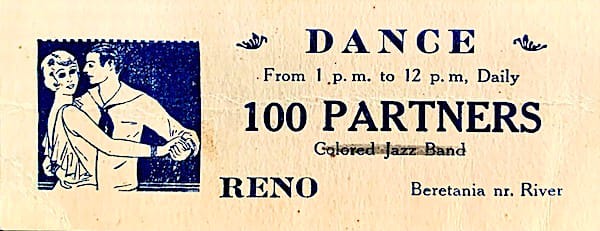 DANCE
From 1 p. m. to 12 p. m, Daily
100 PARTNERS
Colored Jazz Band
RENO Beretania nr. River